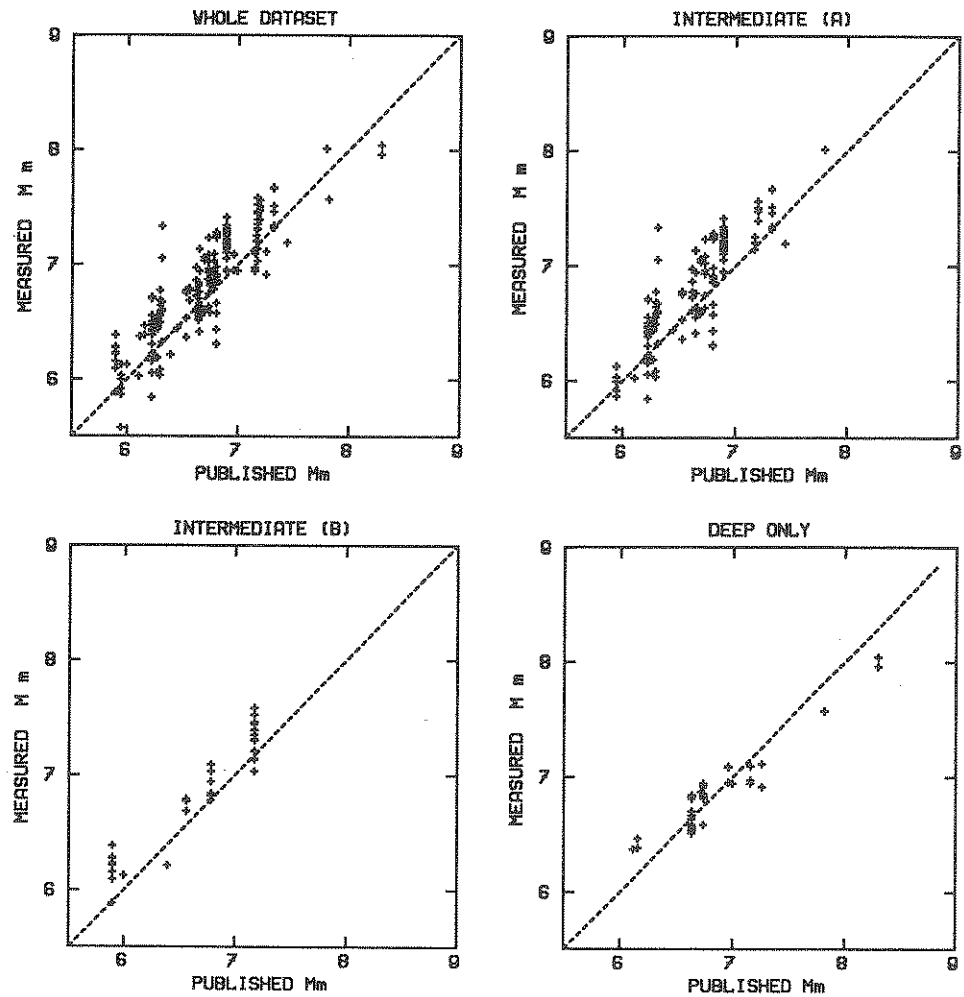 WHOLE DATASET
9
8
7
6
MEASURED M m
6 7 8 9
PUBLISHED Mm
INTERMEDIATE (A)
9
8
7
6
MEASURED M m
6 7 8 9
PUBLISHED Mm
INTERMEDIATE (B)
9
8
7
6
MEASURED M m
6 7 8 9
PUBLISHED Mm
DEEP ONLY
9
8
7
6
MEASURED M m
6 7 8 9
PUBLISHED Mm